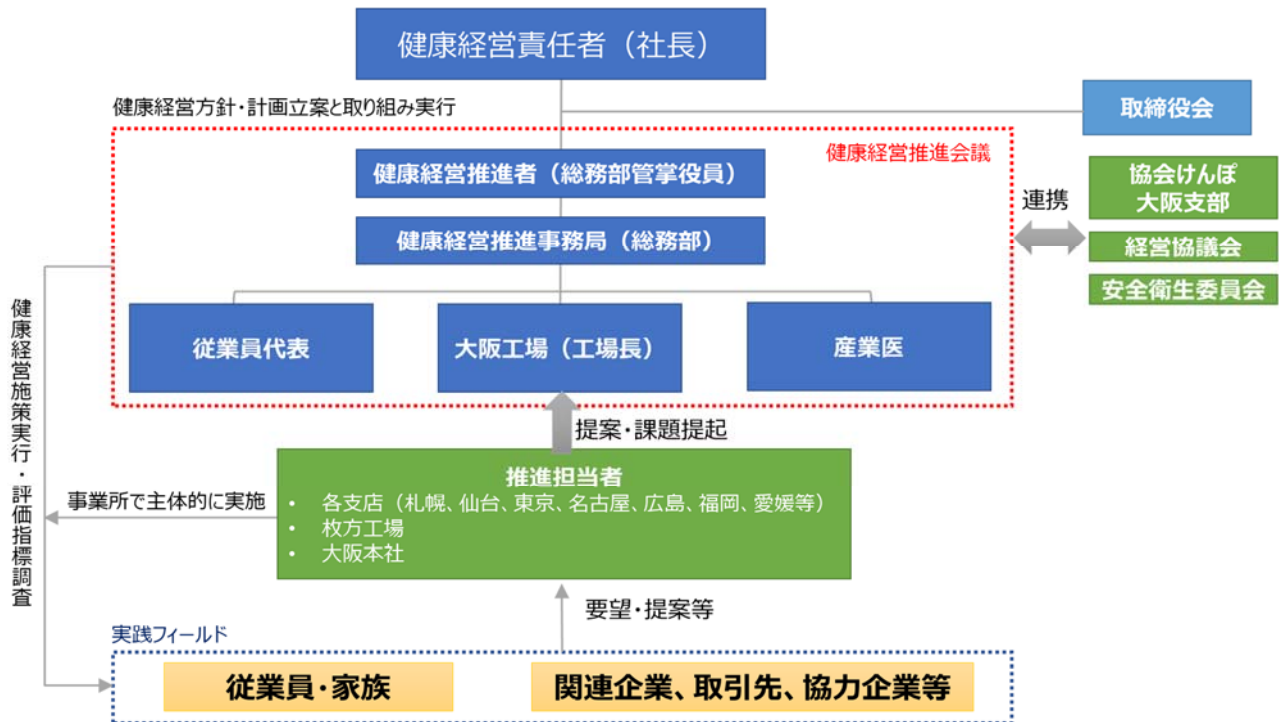 健康経営責任者（社長）
健康経営方針・計画立案と取り組み実行
取締役会
健康経営推進会議
健康経営推進者（総務部管掌役員）
協会けんぽ
大阪支部
連携
健康経営推進事務局（総務部）
経営協議会
安全衛生委員会
従業員代表
大阪工場（工場長）
産業医
健康経営施策実行・評価指標調査
提案・課題提起
推進担当者
事業所で主体的に実施
• 各支店（札幌、仙台、東京、名古屋、広島、福岡、愛媛等）
• 枚方工場
• 大阪本社
要望・提案等
実践フィールド
従業員・家族
関連企業、取引先、協力企業等